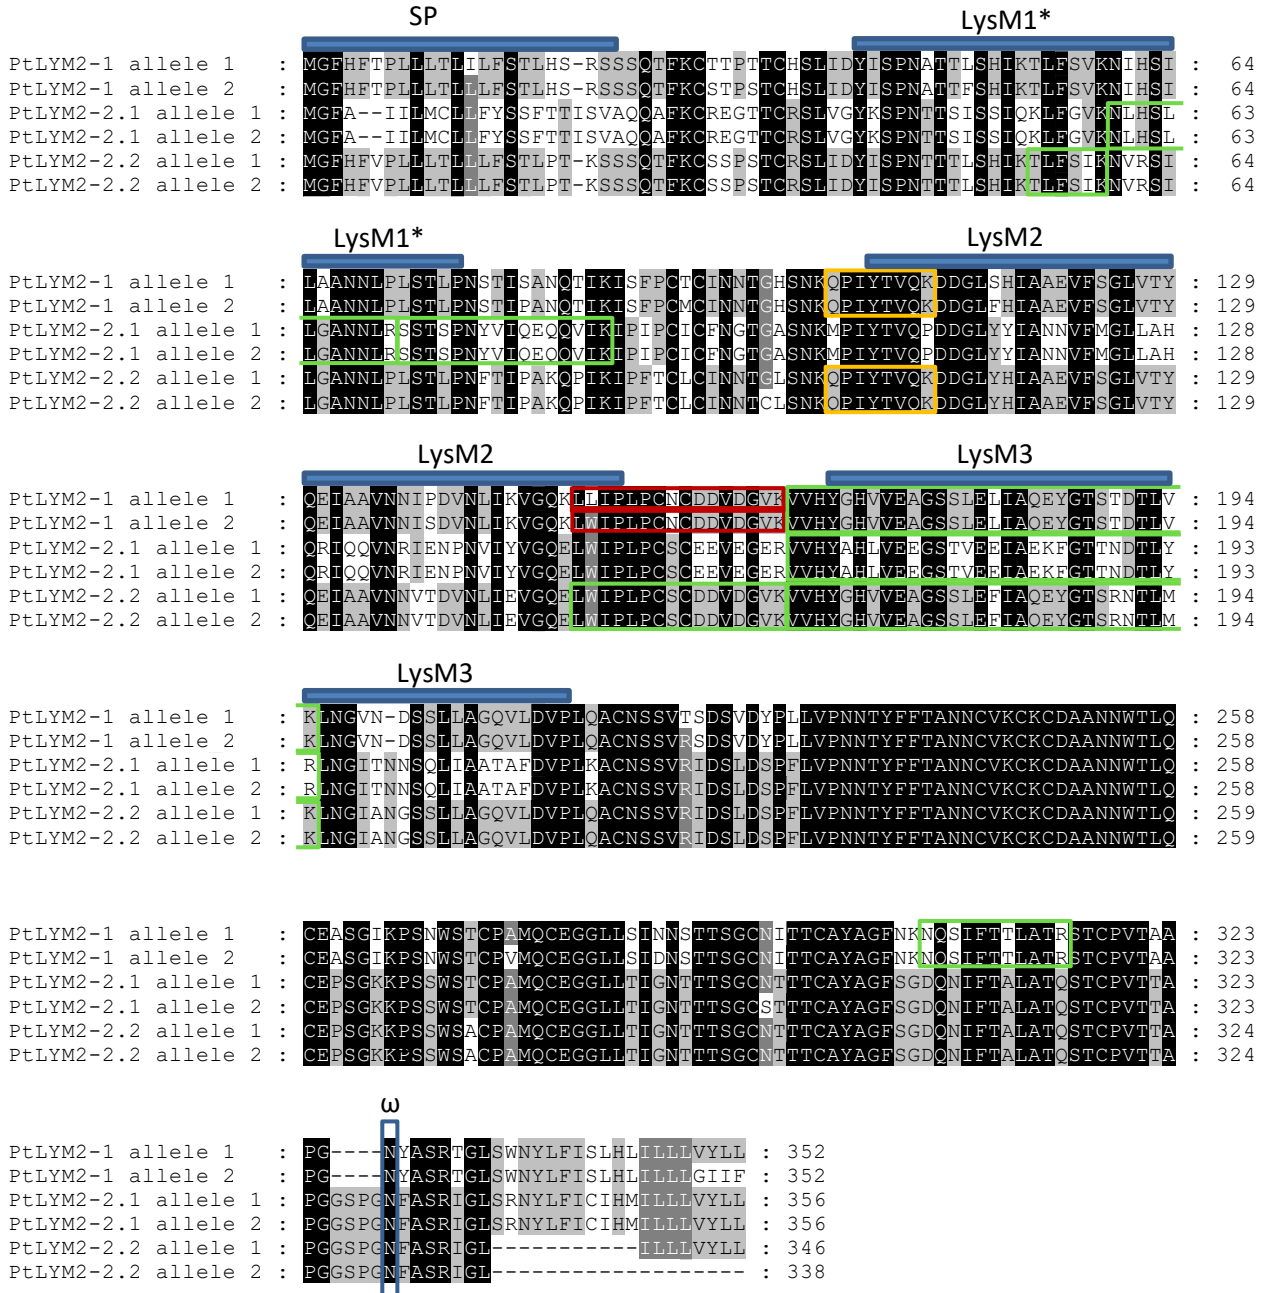 SP LysM1*
PtLYM2-1 allele 1 : MGFHFTPLLLTLILFSTLHS-RSSSQTFKCTTPTTCHSLIDYISPNATTLSHIKTLFSVKNIHSI : 64
PtLYM2-1 allele 2 : MGFHFTPLLLTLLLFSTLHS-RSSSQTFKCSTPSTCHSLIDYISPNATTFSHIKTLFSVKNIHSI : 64
PtLYM2-2.1 allele 1 : MGFA--IILMCLLFYSSFTTISVAQQAFKCREGTTCRSLVGYKSPNTTSISSIQKLFGVKNLHSL : 63
PtLYM2-2.1 allele 2 : MGFA--IILMCLLFYSSFTTISVAQQAFKCREGTTCRSLVGYKSPNTTSISSIQKLFGVKNLHSL : 63
PtLYM2-2.2 allele 1 : MGFHFVPLLLTLLLFSTLPT-KSSSQTFKCSSPSTCRSLIDYISPNTTTLSHIKTLFSIKNVRSI : 64
PtLYM2-2.2 allele 2 : MGFHFVPLLLTLLLFSTLPT-KSSSQTFKCSSPSTCRSLIDYISPNTTTLSHIKTLFSIKNVRSI : 64
LysM1* LysM2
PtLYM2-1 allele 1 : LAANNLPLSTLPNSTISANQTIKISFPCTCINNTGHSNKQPIYTVQKDDGLSHIAAEVFSGLVTY : 129
PtLYM2-1 allele 2 : LAANNLPLSTLPNSTIPANQTIKISFPCMCINNTGHSNKQPIYTVQKDDGLFHIAAEVFSGLVTY : 129
PtLYM2-2.1 allele 1 : LGANNLRSSTSPNYVIQEQQVIKIPIPCICFNGTGASNKMPIYTVQPDDGLYYIANNVFMGLLAH : 128
PtLYM2-2.1 allele 2 : LGANNLRSSTSPNYVIQEQQVIKIPIPCICFNGTGASNKMPIYTVQPDDGLYYIANNVFMGLLAH : 128
PtLYM2-2.2 allele 1 : LGANNLPLSTLPNFTIPAKQPIKIPFTCLCINNTGLSNKQPIYTVQKDDGLYHIAAEVFSGLVTY : 129
PtLYM2-2.2 allele 2 : LGANNLPLSTLPNFTIPAKQPIKIPFTCLCINNTCLSNKQPIYTVQKDDGLYHIAAEVFSGLVTY : 129
LysM2 LysM3
PtLYM2-1 allele 1 : QEIAAVNNIPDVNLIKVGQKLLIPLPCNCDDVDGVKVVHYGHVVEAGSSLELIAQEYGTSTDTLV : 194
PtLYM2-1 allele 2 : QEIAAVNNISDVNLIKVGQKLWIPLPCNCDDVDGVKVVHYGHVVEAGSSLELIAQEYGTSTDTLV : 194
PtLYM2-2.1 allele 1 : QRIQQVNRIENPNVIYVGQELWIPLPCSCEEVEGERVVHYAHLVEEGSTVEEIAEKFGTTNDTLY : 193
PtLYM2-2.1 allele 2 : QRIQQVNRIENPNVIYVGQELWIPLPCSCEEVEGERVVHYAHLVEEGSTVEEIAEKFGTTNDTLY : 193
PtLYM2-2.2 allele 1 : QEIAAVNNVTDVNLIEVGQELWIPLPCSCDDVDGVKVVHYGHVVEAGSSLEFIAQEYGTSRNTLM : 194
PtLYM2-2.2 allele 2 : QEIAAVNNVTDVNLIEVGQELWIPLPCSCDDVDGVKVVHYGHVVEAGSSLEFIAQEYGTSRNTLM : 194
LysM3
PtLYM2-1 allele 1 : KLNGVN-DSSLLAGQVLDVPLQACNSSVTSDSVDYPLLVPNNTYFFTANNCVKCKCDAANNWTLQ : 258
PtLYM2-1 allele 2 : KLNGVN-DSSLLAGQVLDVPLQACNSSVRSDSVDYPLLVPNNTYFFTANNCVKCKCDAANNWTLQ : 258
PtLYM2-2.1 allele 1 : RLNGITNNSQLIAATAFDVPLKACNSSVRIDSLDSPFLVPNNTYFFTANNCVKCKCDAANNWTLQ : 258
PtLYM2-2.1 allele 2 : RLNGITNNSQLIAATAFDVPLKACNSSVRIDSLDSPFLVPNNTYFFTANNCVKCKCDAANNWTLQ : 258
PtLYM2-2.2 allele 1 : KLNGIANGSSLLAGQVLDVPLQACNSSVRIDSLDSPFLVPNNTYFFTANNCVKCKCDAANNWTLQ : 259
PtLYM2-2.2 allele 2 : KLNGIANGSSLLAGQVLDVPLQACNSSVRIDSLDSPFLVPNNTYFFTANNCVKCKCDAANNWTLQ : 259
PtLYM2-1 allele 1 : CEASGIKPSNWSTCPAMQCEGGLLSINNSTTSGCNITTCAYAGFNKNQSIFTTLATRSTCPVTAA : 323
PtLYM2-1 allele 2 : CEASGIKPSNWSTCPVMQCEGGLLSIDNSTTSGCNITTCAYAGFNKNQSIFTTLATRSTCPVTAA : 323
PtLYM2-2.1 allele 1 : CEPSGKKPSSWSTCPAMQCEGGLLTIGNTTTSGCNTTTCAYAGFSGDQNIFTALATQSTCPVTTA : 323
PtLYM2-2.1 allele 2 : CEPSGKKPSSWSTCPAMQCEGGLLTIGNTTTSGCSTTTCAYAGFSGDQNIFTALATQSTCPVTTA : 323
PtLYM2-2.2 allele 1 : CEPSGKKPSSWSACPAMQCEGGLLTIGNTTTSGCNTTTCAYAGFSGDQNIFTALATQSTCPVTTA : 324
PtLYM2-2.2 allele 2 : CEPSGKKPSSWSACPAMQCEGGLLTIGNTTTSGCNTTTCAYAGFSGDQNIFTALATQSTCPVTTA : 324
ω
PtLYM2-1 allele 1 : PG----NYASRTGLSWNYLFISLHLILLLVYLL : 352
PtLYM2-1 allele 2 : PG----NYASRTGLSWNYLFISLHLILLLGIIF : 352
PtLYM2-2.1 allele 1 : PGGSPGNFASRIGLSRNYLFICIHMILLLVYLL : 356
PtLYM2-2.1 allele 2 : PGGSPGNFASRIGLSRNYLFICIHMILLLVYLL : 356
PtLYM2-2.2 allele 1 : PGGSPGNFASRIGL-----------ILLLVYLL : 346
PtLYM2-2.2 allele 2 : PGGSPGNFASRIGL------------------- : 338